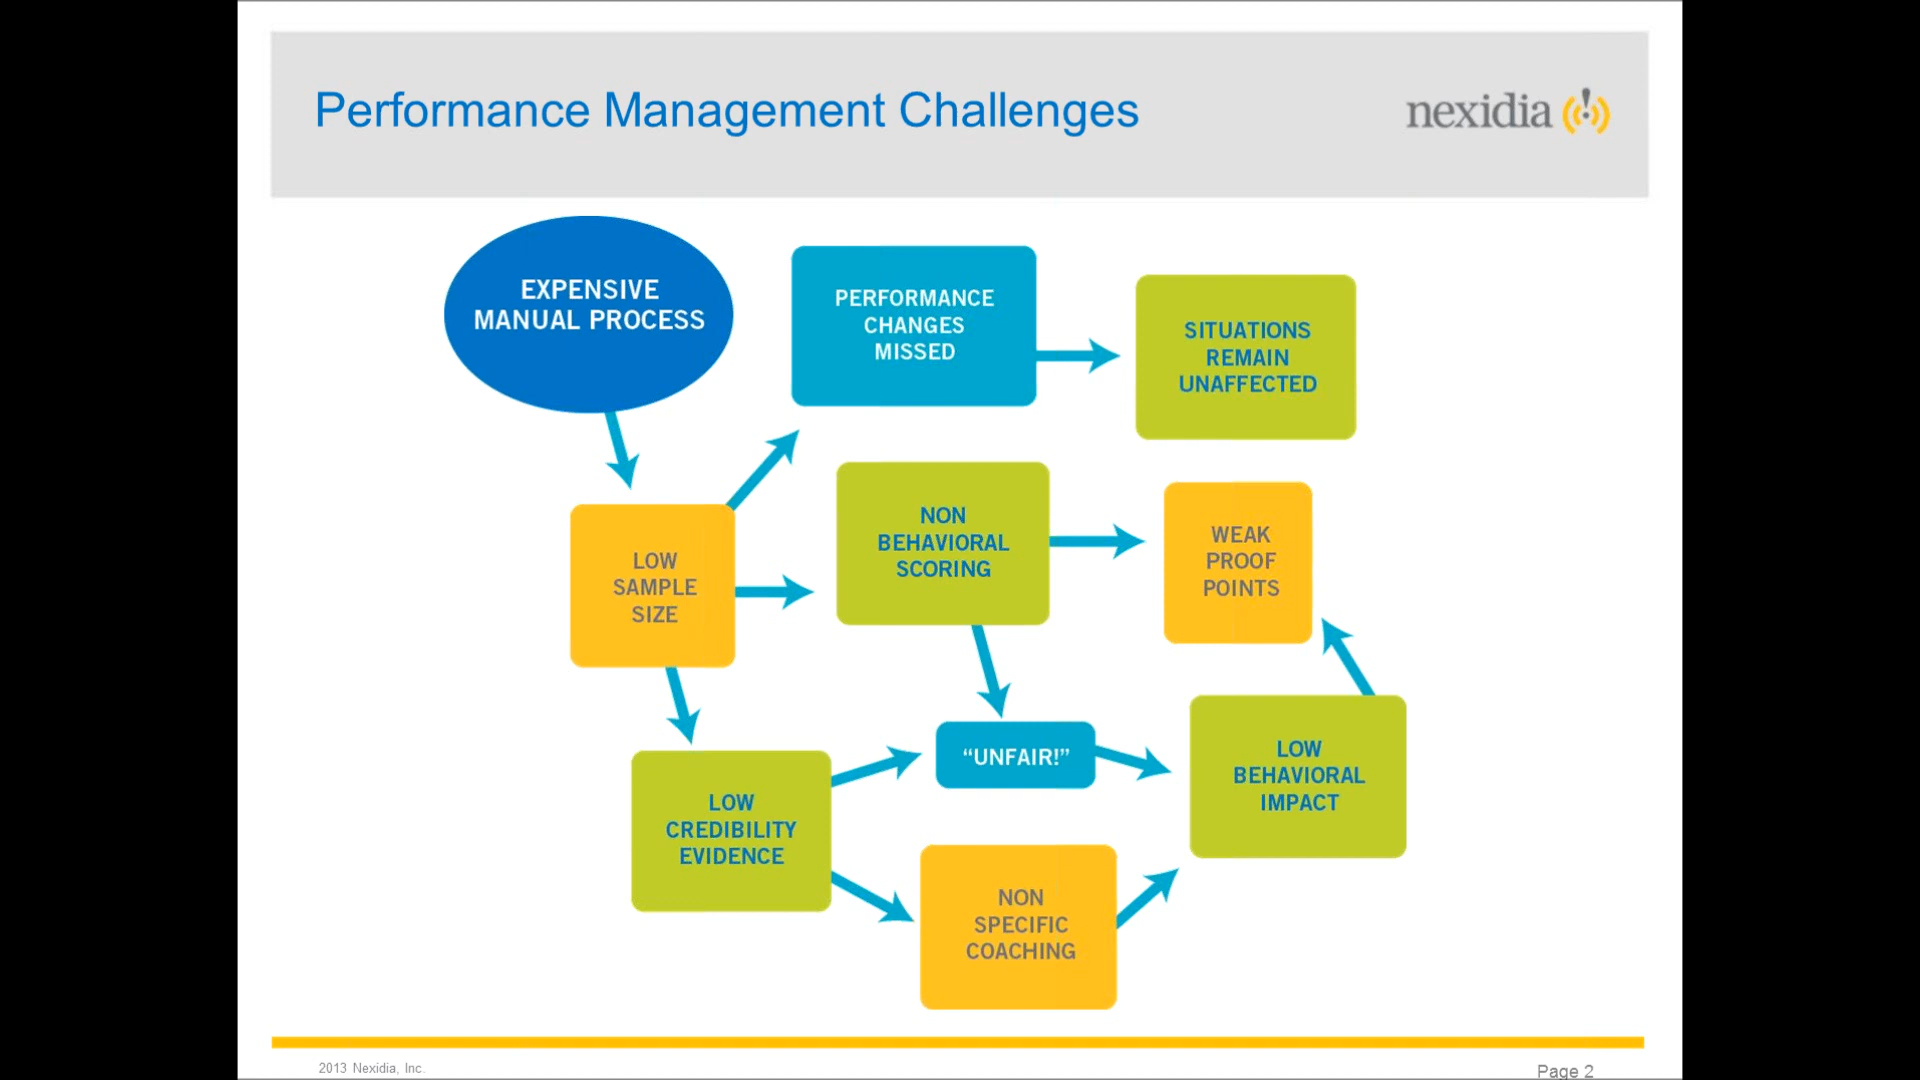 Performance Management Challenges
nexidia
EXPENSIVE
MANUAL PROCESS
PERFORMANCE
CHANGES
MISSED
SITUATIONS
REMAIN
UNAFFECTED
LOW
SAMPLE
SIZE
NON
BEHAVIORAL
SCORING
WEAK
PROOF
POINTS
LOW
CREDIBILITY
EVIDENCE
“UNFAIR!”
LOW
BEHAVIORAL
IMPACT
NON
SPECIFIC
COACHING
2013 Nexidia, Inc.
Page 2